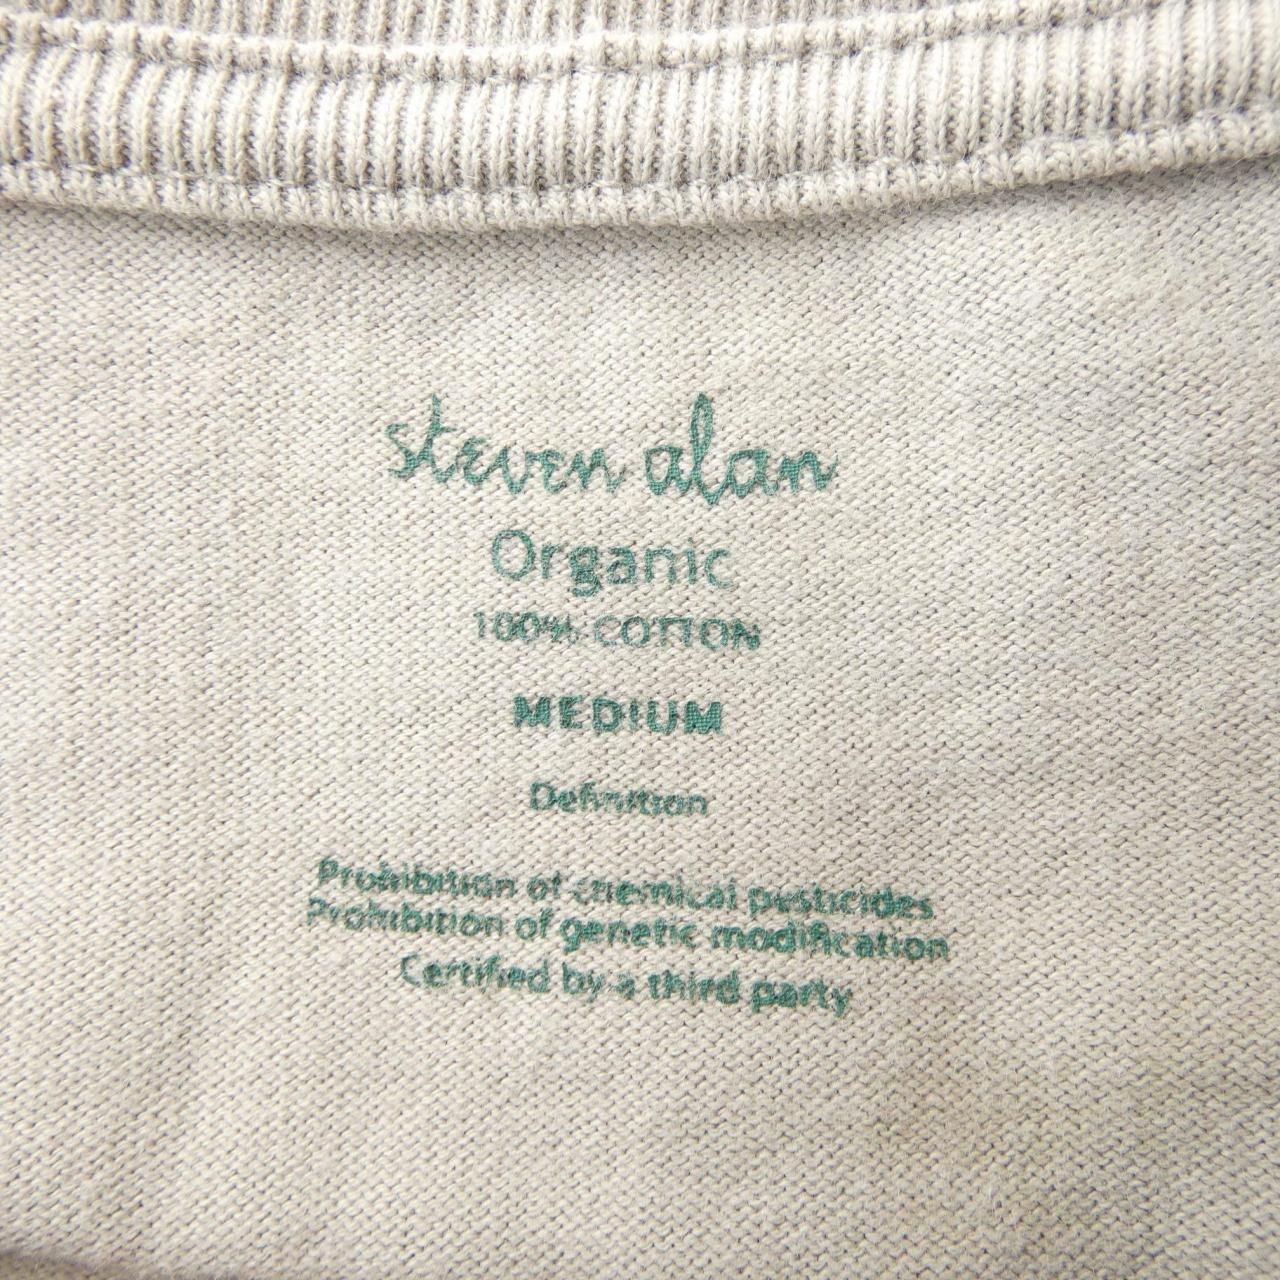 steven alan
Organic
100% COTTON
MEDIUM
Definition
Prohibition of chemical pesticides
Prohibition of genetic modification
Certified by a third party